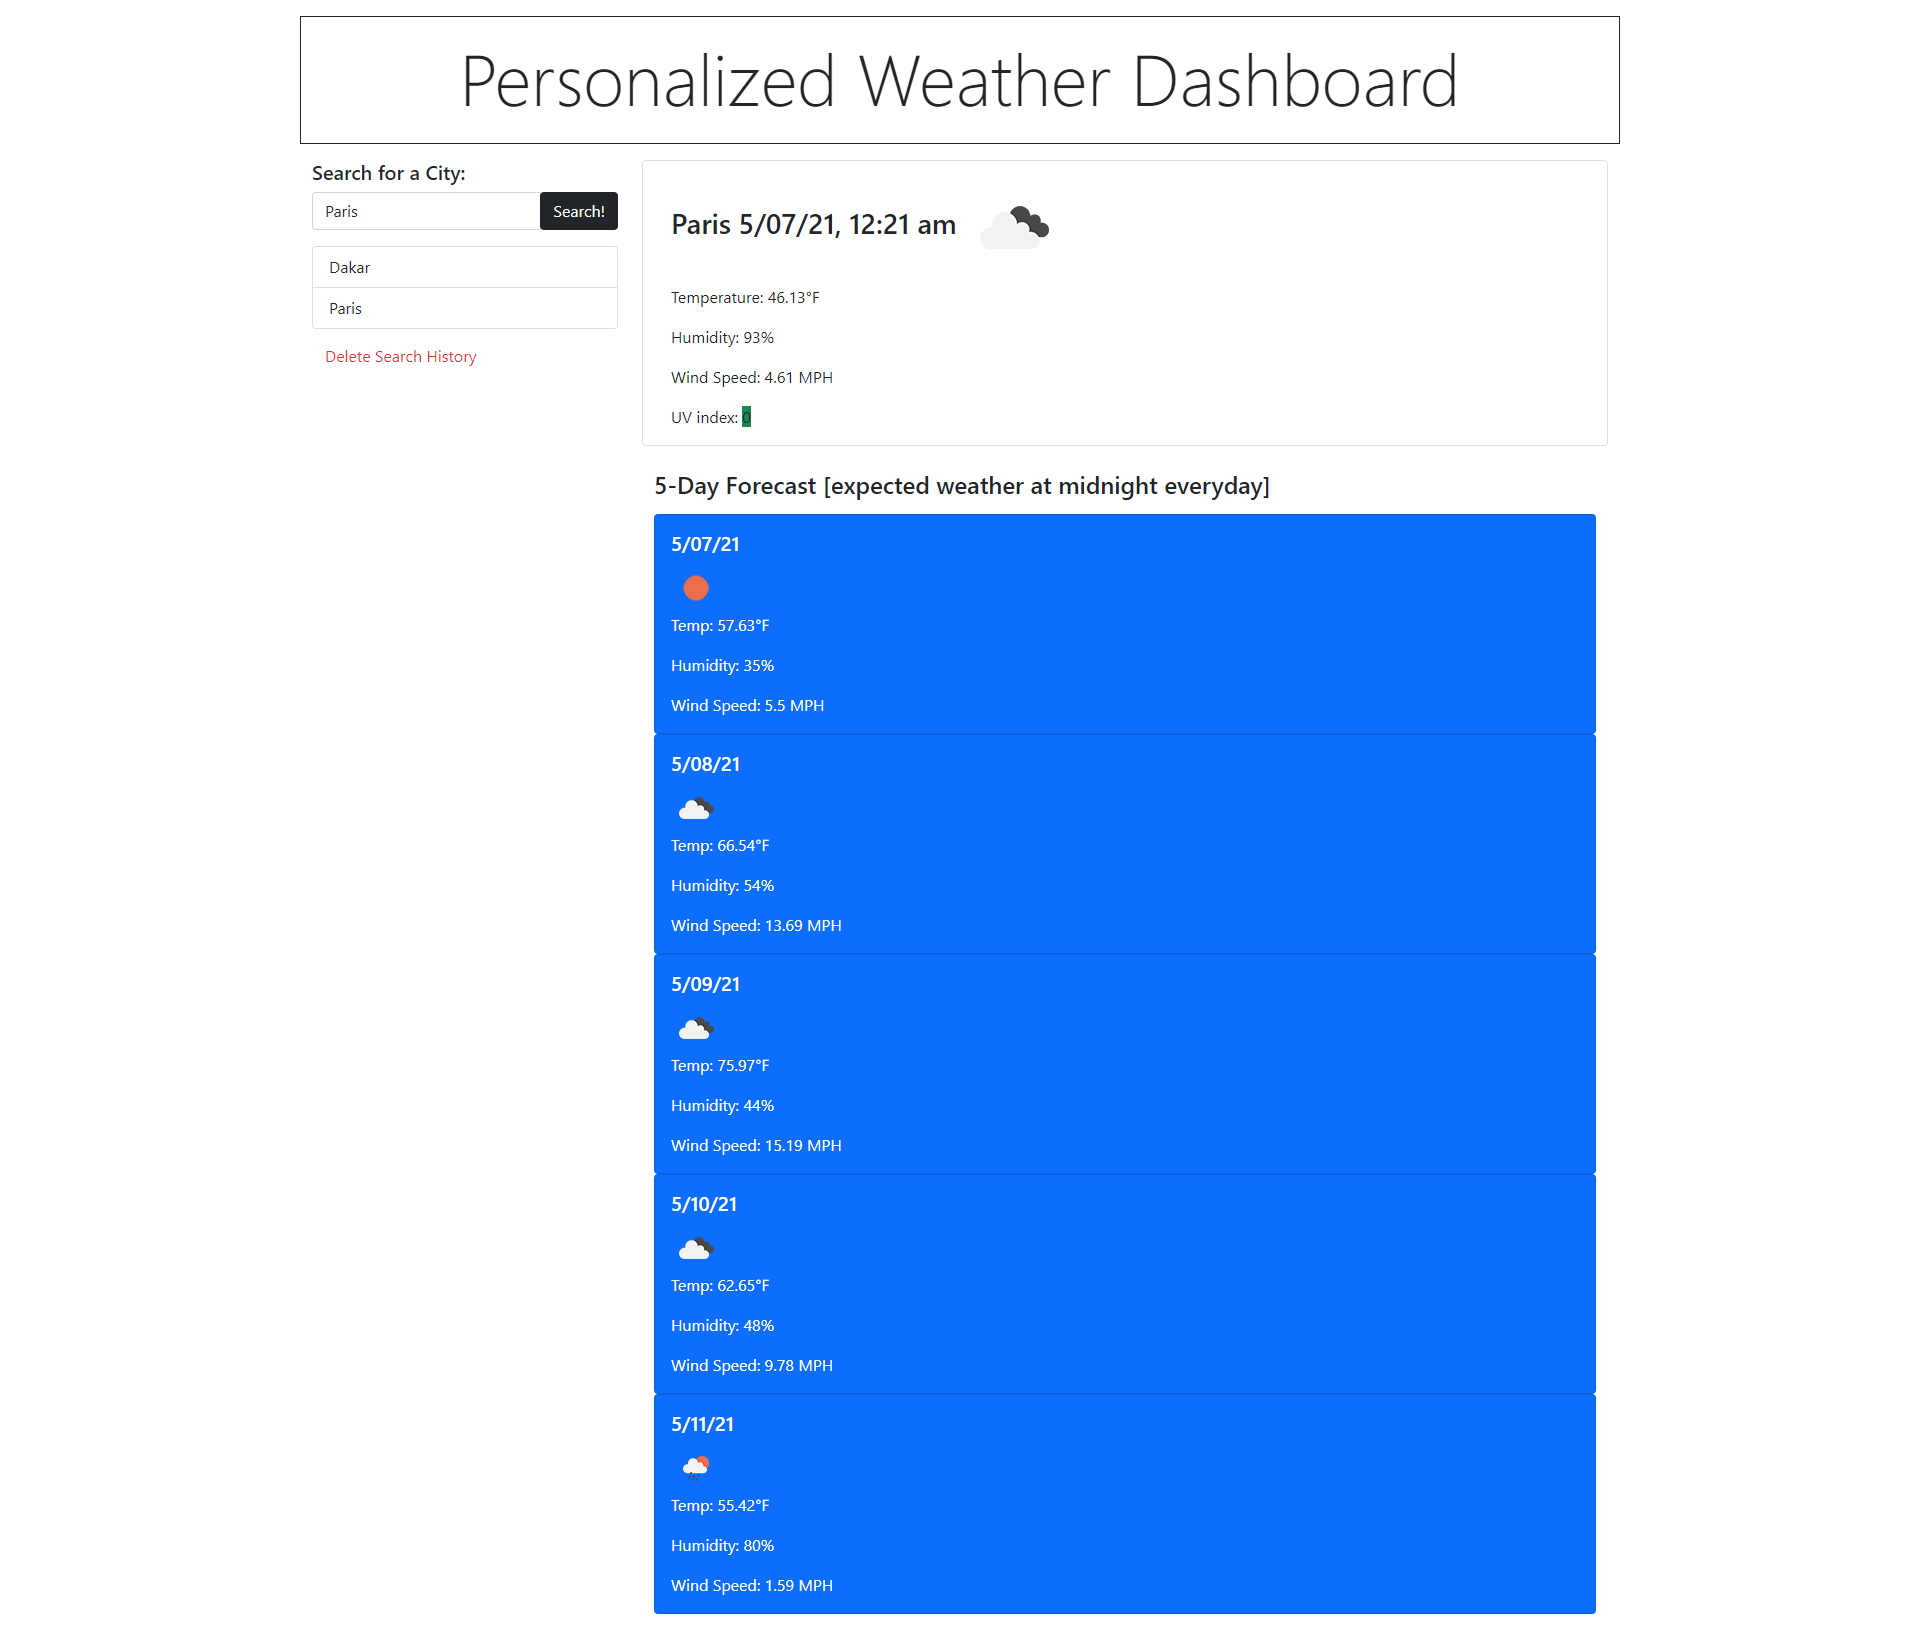 Personalized Weather Dashboard
Search for a City:
Paris
Search!
Dakar
Paris
Delete Search History
Paris 5/07/21, 12:21 am
Temperature: 46.13°F
Humidity: 93%
Wind Speed: 4.61 MPH
UV index: 0
5-Day Forecast [expected weather at midnight everyday]
5/07/21
Temp: 57.63°F
Humidity: 35%
Wind Speed: 5.5 MPH
5/08/21
Temp: 66.54°F
Humidity: 54%
Wind Speed: 13.69 MPH
5/09/21
Temp: 75.97°F
Humidity: 44%
Wind Speed: 15.19 MPH
5/10/21
Temp: 62.65°F
Humidity: 48%
Wind Speed: 9.78 MPH
5/11/21
Temp: 55.42°F
Humidity: 80%
Wind Speed: 1.59 MPH